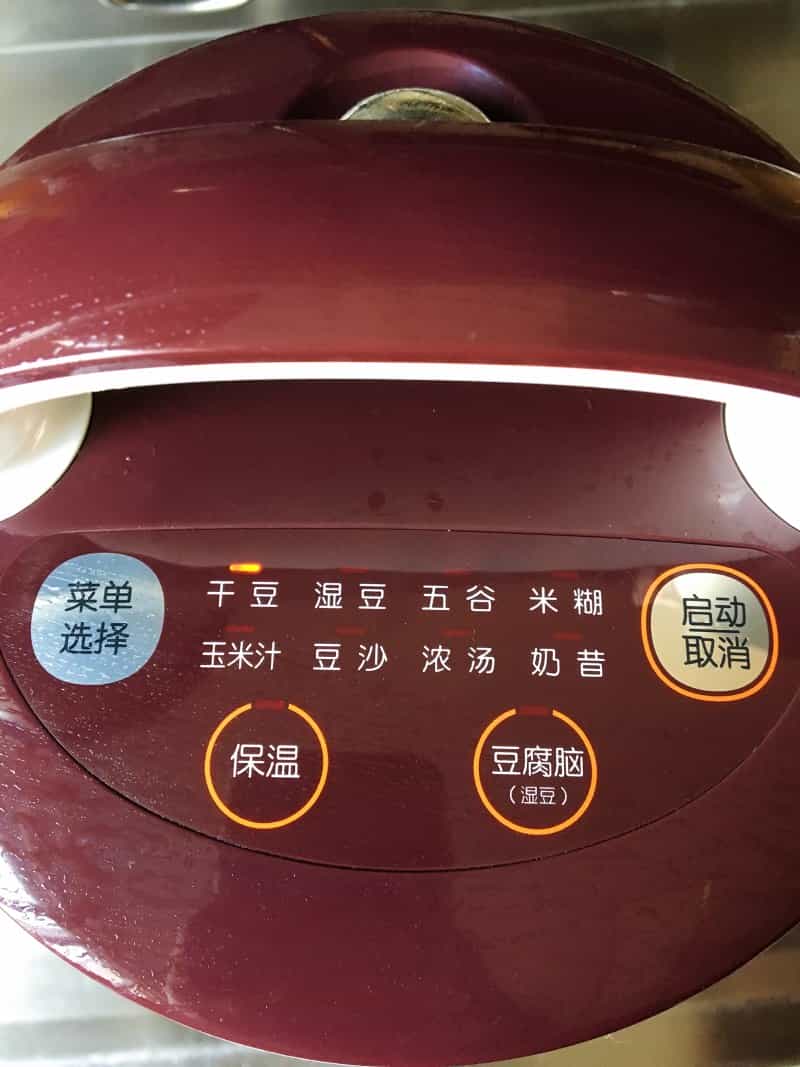 菜单
选择
干豆 湿豆 五谷 米糊
玉米汁 豆沙 浓汤 奶昔
启动
取消
保温
豆腐脑
（湿豆）